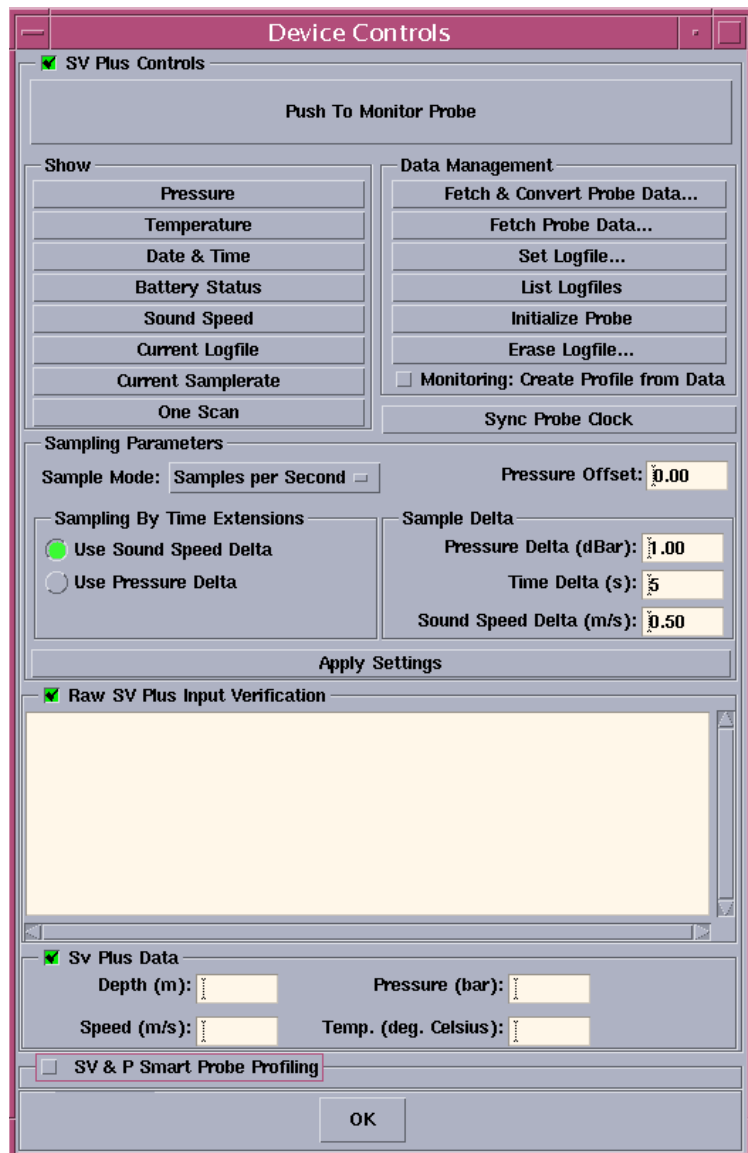 Device Controls
SV Plus Controls
Push To Monitor Probe
Show
Pressure
Temperature
Date & Time
Battery Status
Sound Speed
Current Logfile
Current Samplerate
One Scan
Data Management
Fetch & Convert Probe Data...
Fetch Probe Data...
Set Logfile...
List Logfiles
Initialize Probe
Erase Logfile...
Monitoring: Create Profile from Data
Sync Probe Clock
Sampling Parameters
Sample Mode: Samples per Second
Pressure Offset: 0.00
Sampling By Time Extensions
Use Sound Speed Delta
Use Pressure Delta
Sample Delta
Pressure Delta (dBar): 1.00
Time Delta (s): 5
Sound Speed Delta (m/s): 0.50
Apply Settings
Raw SV Plus Input Verification
Sv Plus Data
Depth (m):
Pressure (bar):
Speed (m/s):
Temp. (deg. Celsius):
SV & P Smart Probe Profiling
OK